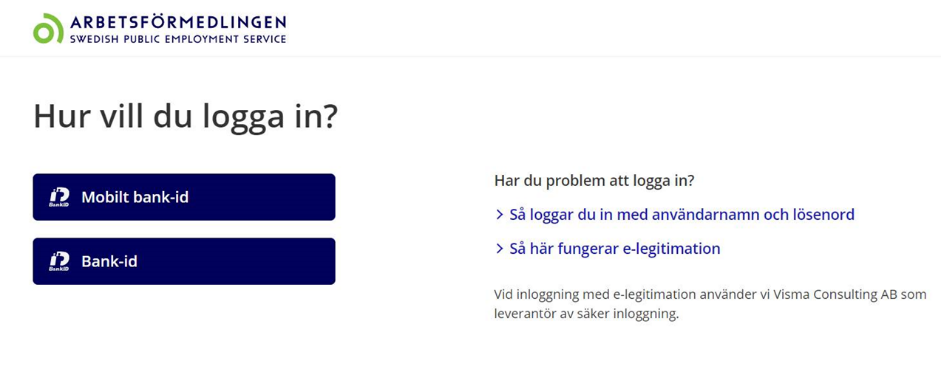 ARBETSFÖRMEDLINGEN
SWEDISH PUBLIC EMPLOYMENT SERVICE
Hur vill du logga in?
BankID
Mobilt bank-id
BankID
Bank-id
Har du problem att logga in?
Så loggar du in med användarnamn och lösenord
Så här fungerar e-legitimation
Vid inloggning med e-legitimation använder vi Visma Consulting AB som
leverantör av säker inloggning.